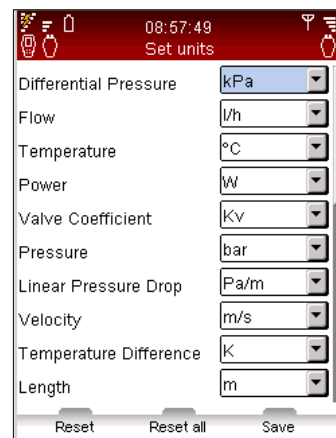 08:57:49
Set units
Differential Pressure kPa
Flow l/h
Temperature °C
Power W
Valve Coefficient Kv
Pressure bar
Linear Pressure Drop Pa/m
Velocity m/s
Temperature Difference K
Length m
Reset Reset all Save